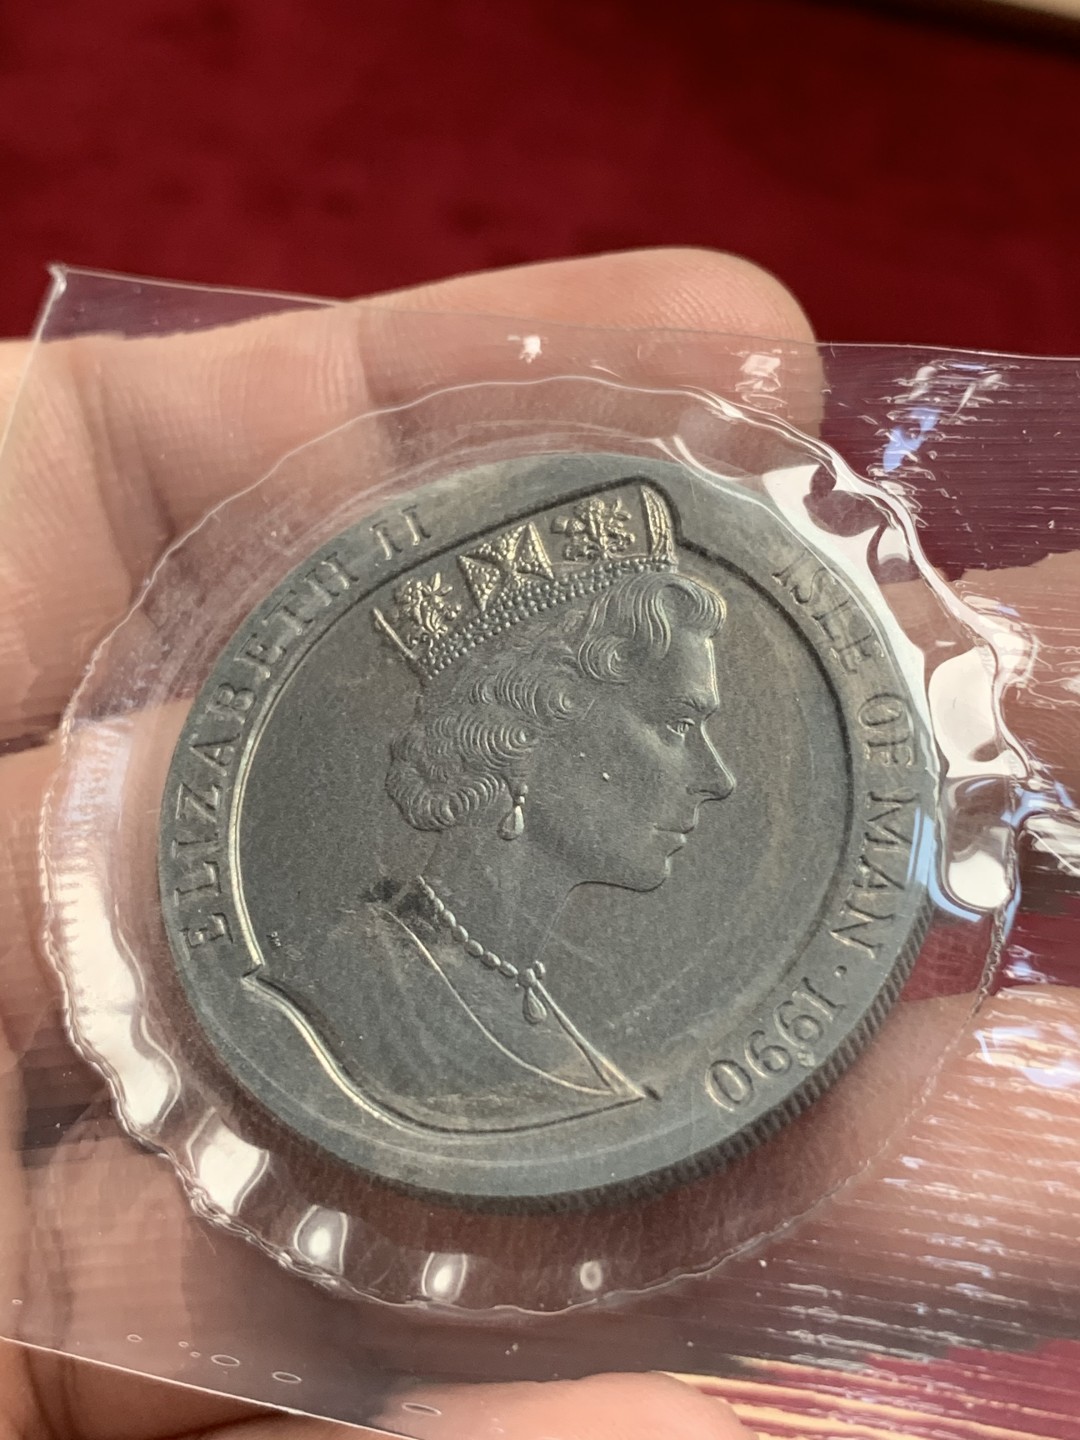 ELIZABETH II
ISLE OF MAN · 1990